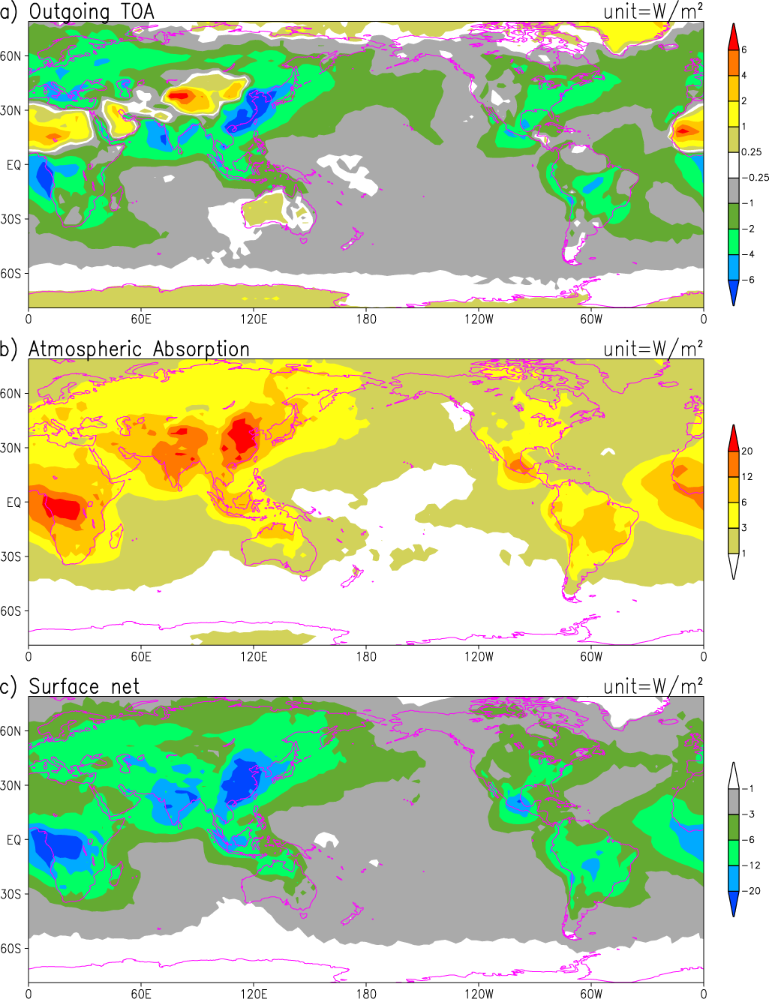 a) Outgoing TOA unit=W/m²
60N
30N
EQ
30S
60S
0 60E 120E 180 120W 60W 0
6
4
2
1
0.25
−0.25
−1
−2
−4
−6
b) Atmospheric Absorption unit=W/m²
60N
30N
EQ
30S
60S
0 60E 120E 180 120W 60W 0
20
12
6
3
1
c) Surface net unit=W/m²
60N
30N
EQ
30S
60S
0 60E 120E 180 120W 60W 0
−1
−3
−6
−12
−20